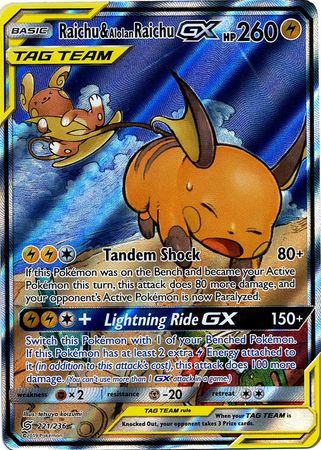 BASIC
Raichu & Alolan Raichu GX HP 260
TAG TEAM
Tandem Shock 80+
If this Pokémon was on the Bench and became your Active
Pokémon this turn, this attack does 80 more damage, and
your opponent's Active Pokémon is now Paralyzed.
+ Lightning Ride GX 150+
Switch this Pokémon with 1 of your Benched Pokémon.
If this Pokémon has at least 2 extra Energy attached to
it (in addition to this attack's cost), this attack does 100 more
damage. (You can't use more than 1 GX attack in a game.)
weakness ×2 resistance -20 retreat
Illus. tetsuya koizumi
221/236
©2019 Pokémon
TAG TEAM rule
When your TAG TEAM is
Knocked Out, your opponent takes 3 Prize cards.